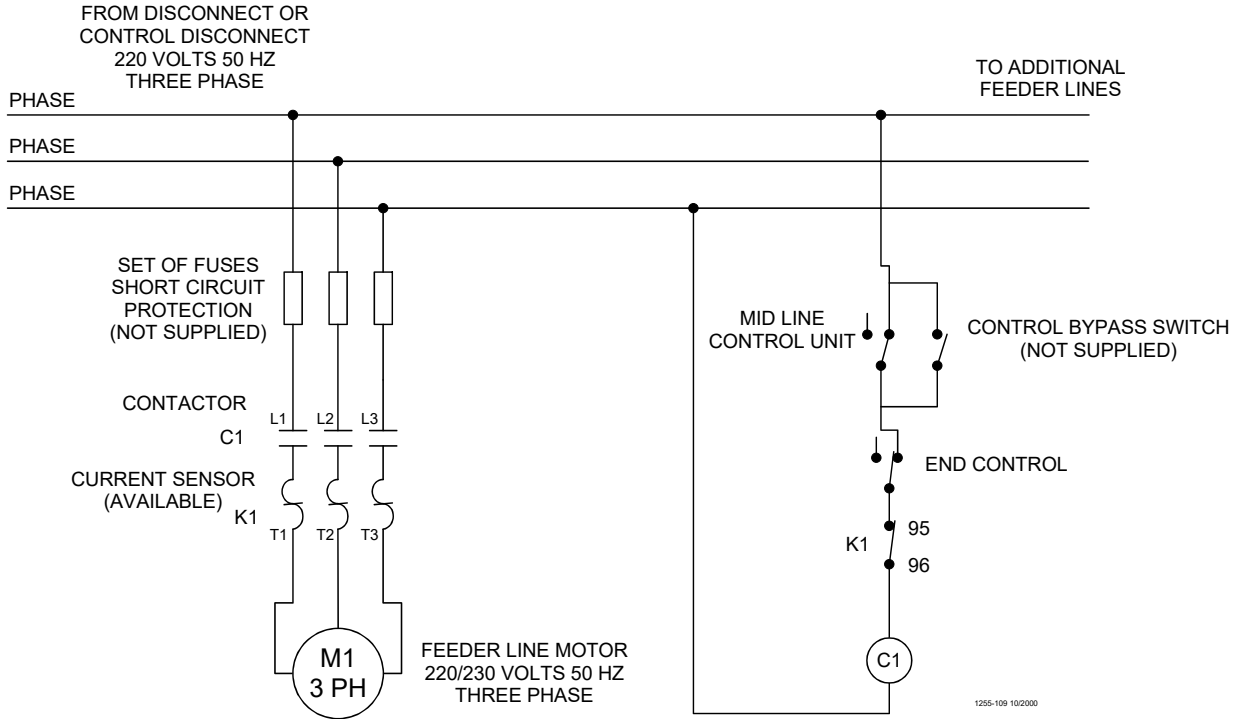 FROM DISCONNECT OR
CONTROL DISCONNECT
220 VOLTS 50 HZ
THREE PHASE
TO ADDITIONAL
FEEDER LINES
PHASE
PHASE
PHASE
SET OF FUSES
SHORT CIRCUIT
PROTECTION
(NOT SUPPLIED)
MID LINE
CONTROL UNIT
CONTROL BYPASS SWITCH
(NOT SUPPLIED)
CONTACTOR
C1
L1 L2 L3
END CONTROL
CURRENT SENSOR
(AVAILABLE)
K1
T1 T2 T3
K1
95
96
M1
3 PH
FEEDER LINE MOTOR
220/230 VOLTS 50 HZ
THREE PHASE
C1
1255-109 10/2000